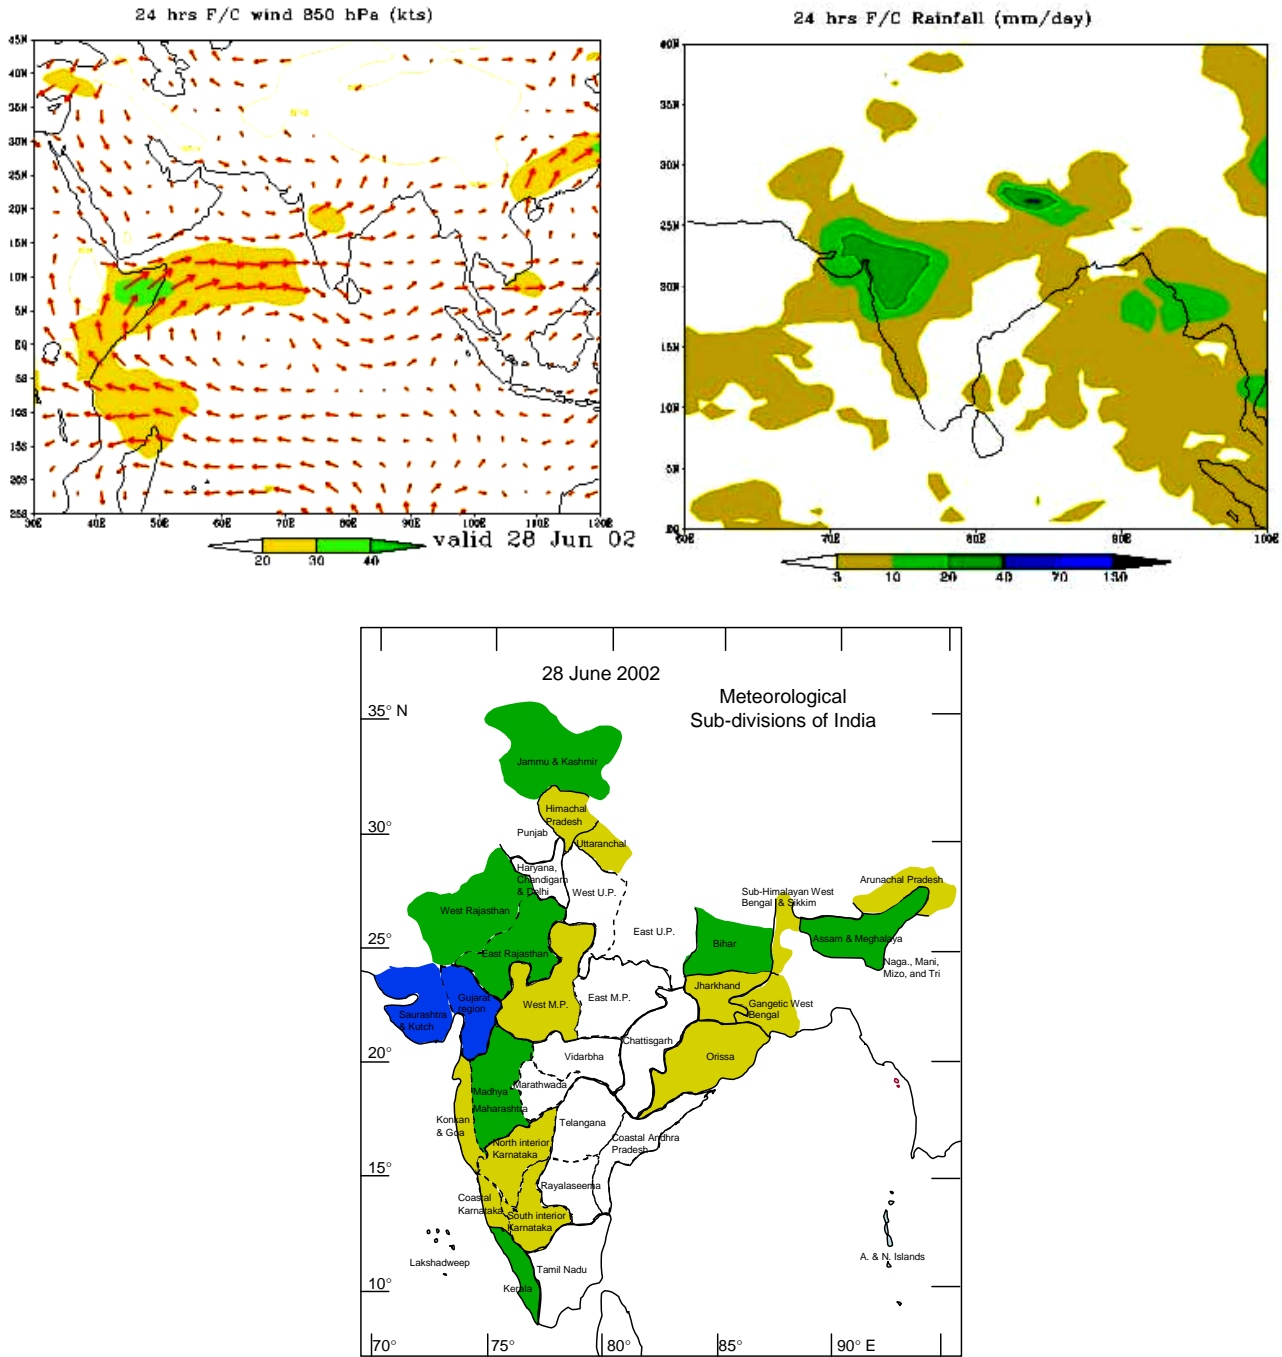 24 hrs F/C wind 850 hPa (kts)
45N
40N
35N
30N
25N
20N
15N
10N
5N
EQ
5S
10S
15S
20S
25S
30E 40E 50E 60E 70E 80E 90E 100E 110E 120E
20 30 40
valid 28 Jun 02
24 hrs F/C Rainfall (mm/day)
40N
35N
30N
25N
20N
15N
10N
5N
EQ
60E 70E 80E 90E 100E
10 20 40 70 130
28 June 2002
Meteorological
Sub-divisions of India
35° N
30°
25°
20°
15°
10°
70° 75° 80° 85° 90° E
Jammu & Kashmir
Himachal
Pradesh
Punjab
Uttaranchal
Haryana,
Chandigarh
& Delhi
West U.P.
East U.P.
West Rajasthan
East Rajasthan
Sub-Himalayan West
Bengal & Sikkim
Arunachal Pradesh
Assam & Meghalaya
Naga., Mani,
Mizo, and Tri
Bihar
Jharkhand
Gangetic West
Bengal
Saurashtra
& Kutch
Gujarat
region
West M.P.
East M.P.
Chattisgarh
Orissa
Vidarbha
Marathwada
Madhya
Maharashtra
Konkan
& Goa
Telangana
Coastal Andhra
Pradesh
North interior
Karnataka
Rayalaseema
Coastal
Karnataka
South interior
Karnataka
Lakshadweep
Kerala
Tamil Nadu
A. & N. Islands